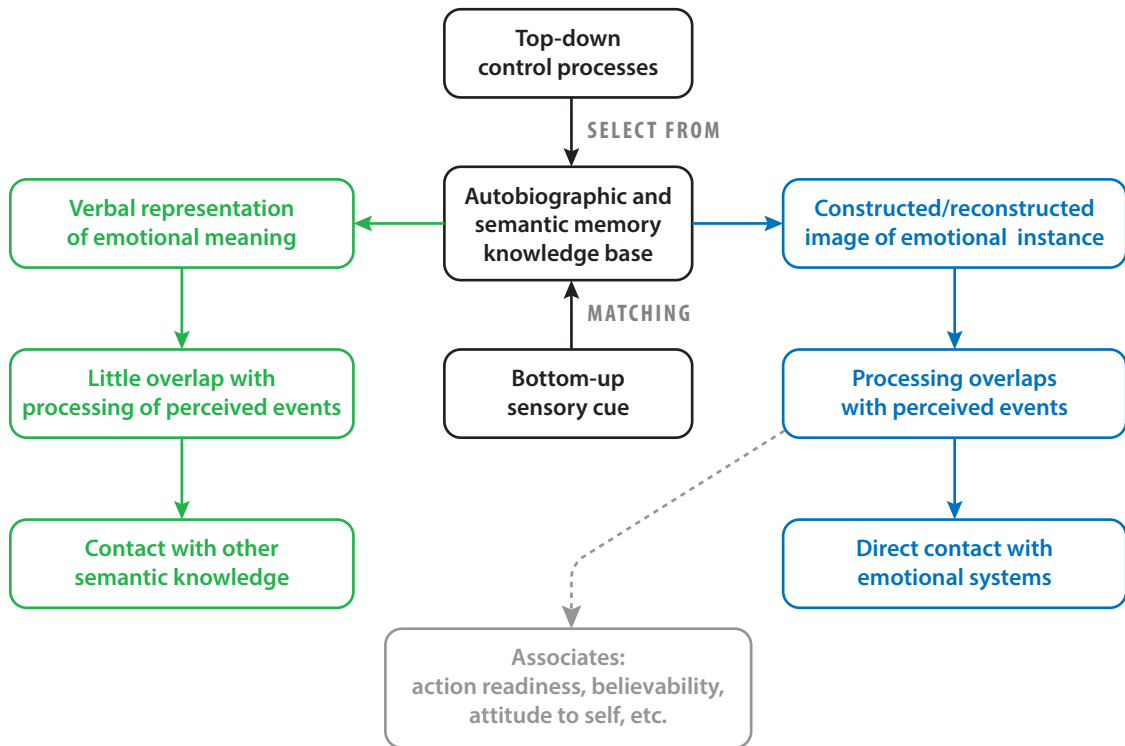 Top-down
control processes
SELECT FROM
Verbal representation
of emotional meaning
Autobiographic and
semantic memory
knowledge base
Constructed/reconstructed
image of emotional instance
MATCHING
Little overlap with
processing of perceived events
Bottom-up
sensory cue
Processing overlaps
with perceived events
Contact with other
semantic knowledge
Direct contact with
emotional systems
Associates:
action readiness, believability,
attitude to self, etc.